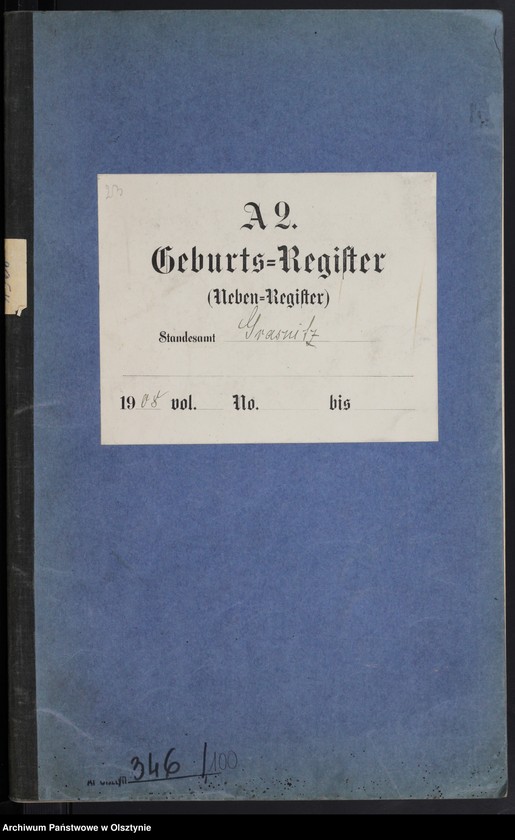 A 2.
Geburts=Register
(Neben=Register)
Standesamt Grasnitz
1908 vol. No. bis
346/100
Archiwum Państwowe w Olsztynie